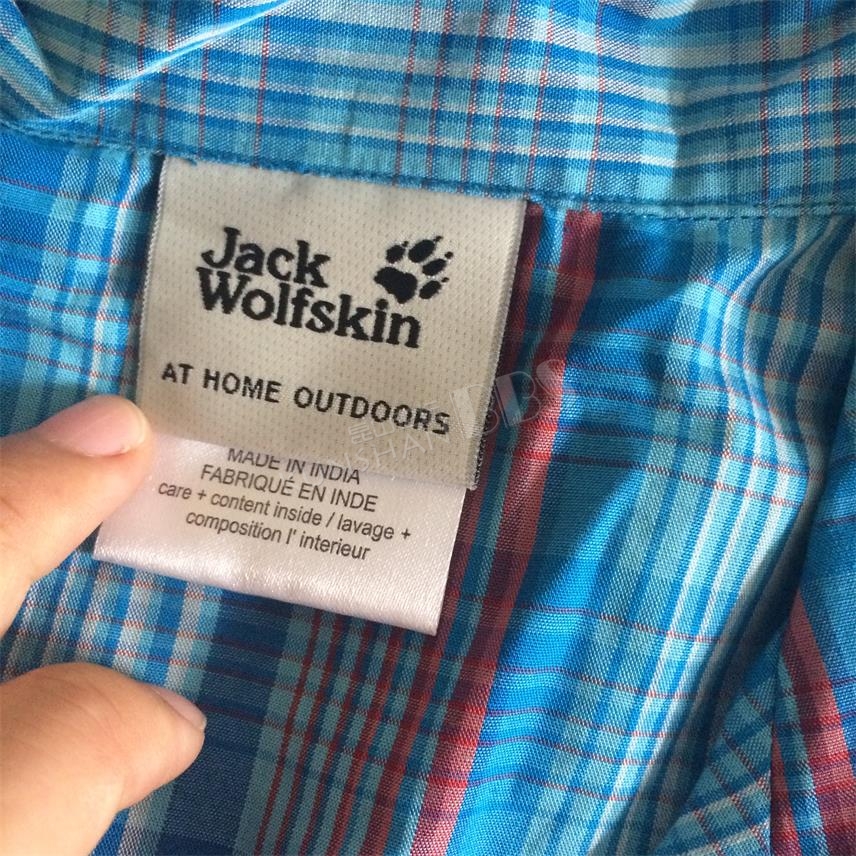 Jack
Wolfskin
AT HOME OUTDOORS
MADE IN INDIA
FABRIQUÉ EN INDE
care + content inside / lavage +
composition l' interieur